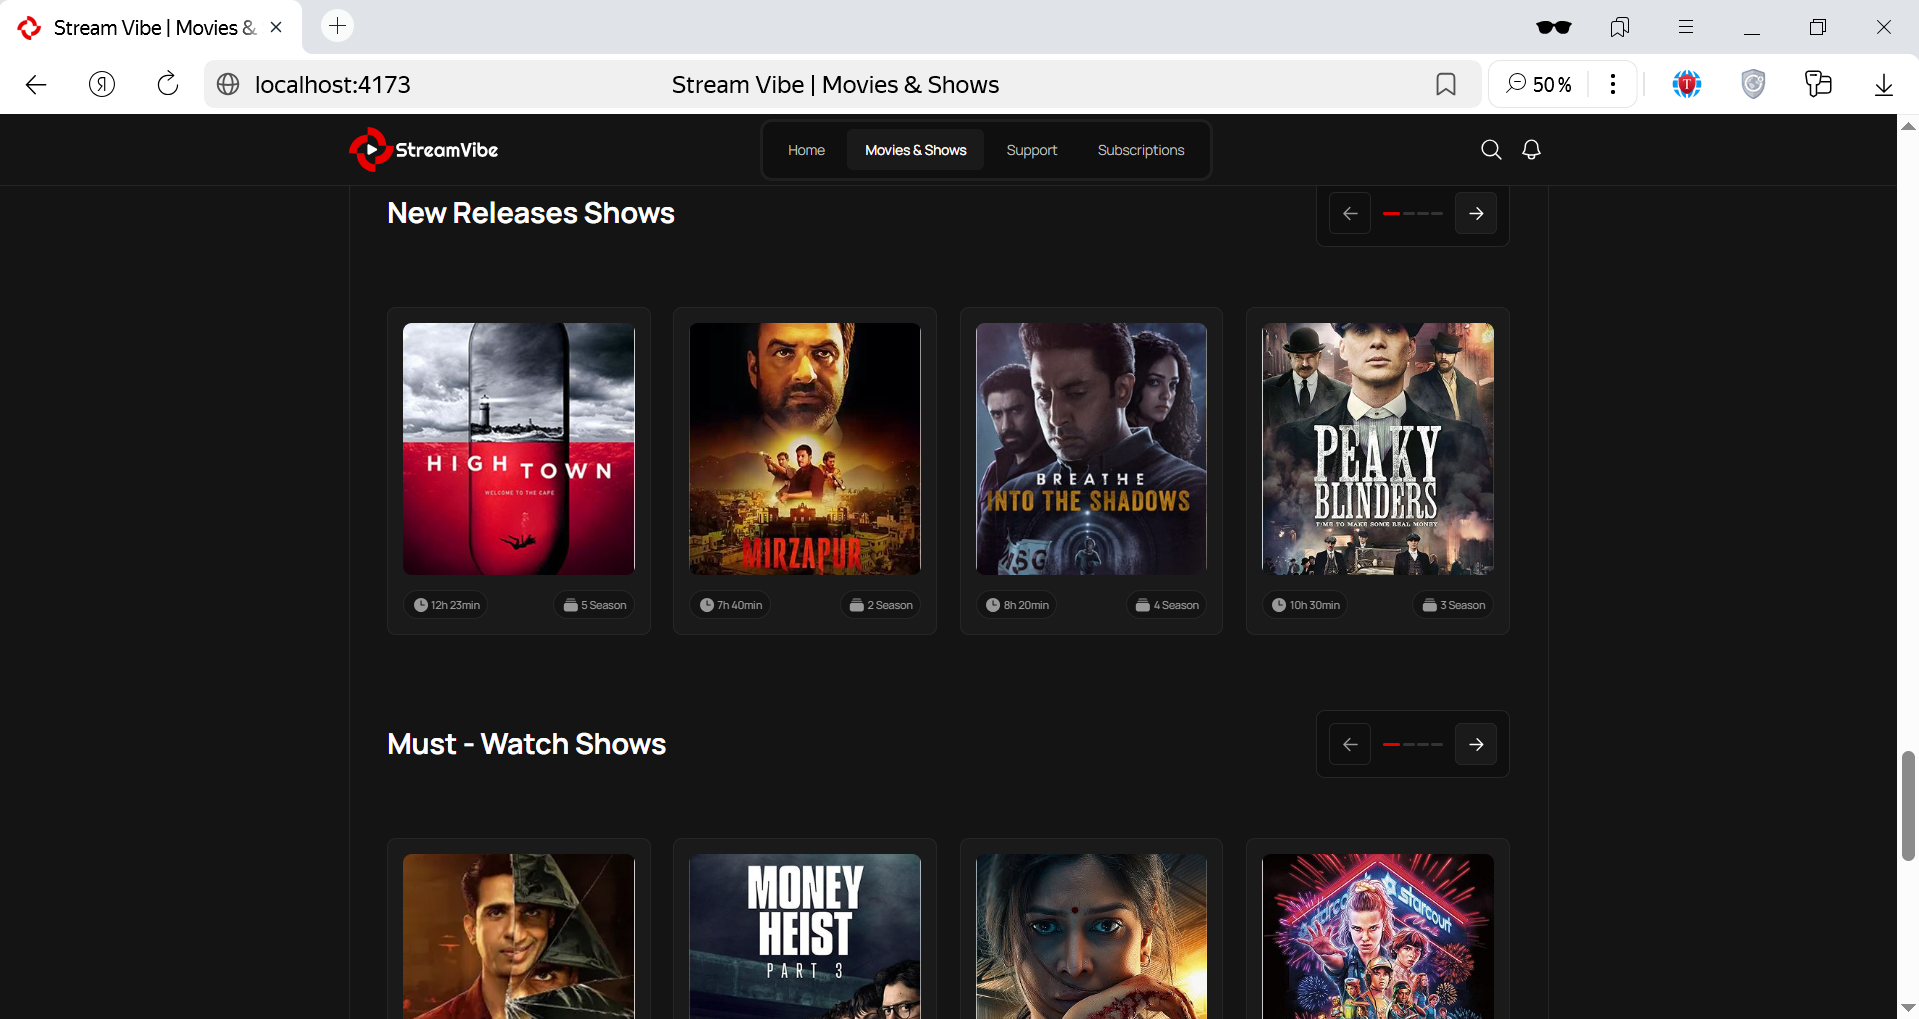 Stream Vibe | Movies &
Я
localhost:4173
Stream Vibe | Movies & Shows
50 %
T
StreamVibe
Home
Movies & Shows
Support
Subscriptions
New Releases Shows
HIGHTOWN
WELCOME TO THE CAPE
MIRZAPUR
BREATHE
INTO THE SHADOWS
PEAKY
BLINDERS
TIME TO MAKE SOME REAL MONEY
12h 23min
5 Season
7h 40min
2 Season
8h 20min
4 Season
10h 30min
3 Season
Must - Watch Shows
MONEY
HEIST
PART 3
starcourt